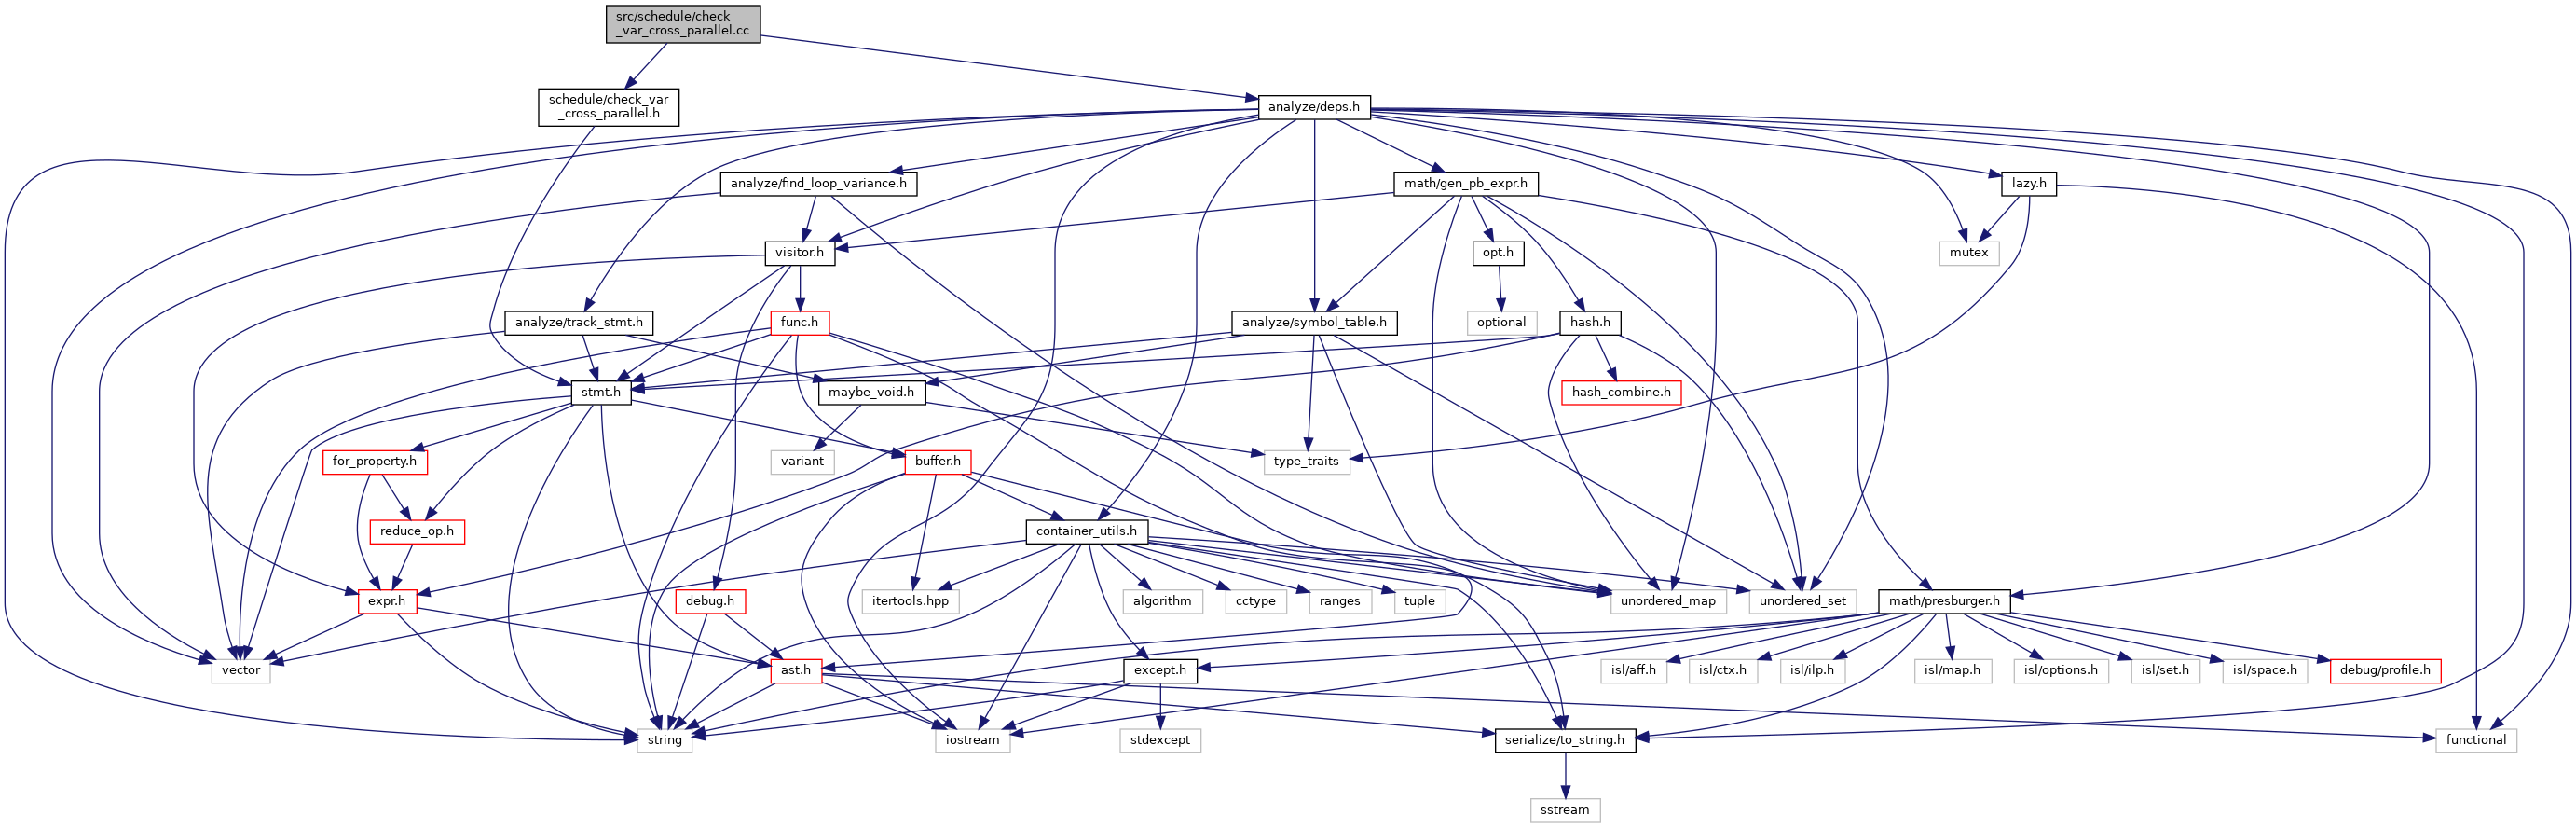 src/schedule/check
_var_cross_parallel.cc
schedule/check_var
_cross_parallel.h
analyze/deps.h
analyze/find_loop_variance.h
math/gen_pb_expr.h
lazy.h
visitor.h
opt.h
mutex
analyze/track_stmt.h
func.h
analyze/symbol_table.h
optional
hash.h
stmt.h
maybe_void.h
hash_combine.h
for_property.h
variant
buffer.h
type_traits
reduce_op.h
container_utils.h
expr.h
debug.h
itertools.hpp
algorithm
cctype
ranges
tuple
unordered_map
unordered_set
math/presburger.h
vector
ast.h
except.h
isl/aff.h
isl/ctx.h
isl/ilp.h
isl/map.h
isl/options.h
isl/set.h
isl/space.h
debug/profile.h
string
iostream
stdexcept
serialize/to_string.h
functional
sstream